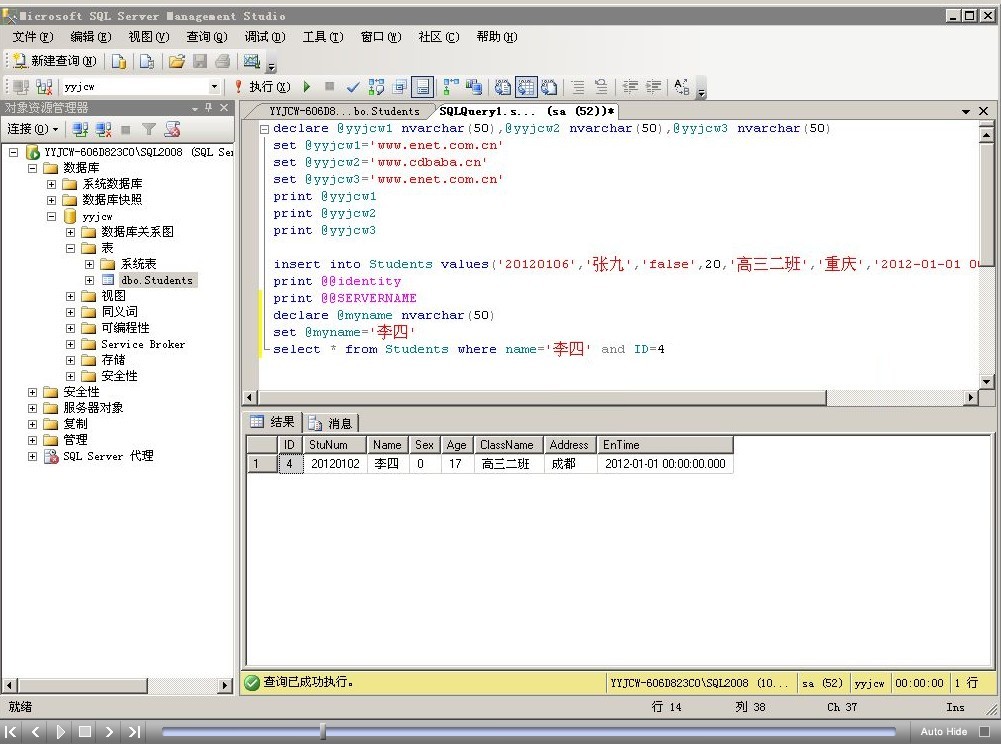 Microsoft SQL Server Management Studio
文件(F) 编辑(E) 视图(V) 查询(Q) 调试(D) 工具(T) 窗口(W) 社区(C) 帮助(H)
新建查询(N)
yyjcw 执行(X)
对象资源管理器
连接(O)
YYJCW-606D823C0\SQL2008 (SQL Ser
数据库
系统数据库
数据库快照
yyjcw
数据库关系图
表
系统表
dbo.Students
视图
同义词
可编程性
Service Broker
存储
安全性
安全性
服务器对象
复制
管理
SQL Server 代理
YYJCW-606D8...bo.Students SQLQuery1.s... (sa (52))*
declare @yyjcw1 nvarchar(50),@yyjcw2 nvarchar(50),@yyjcw3 nvarchar(50)
set @yyjcw1='www.enet.com.cn'
set @yyjcw2='www.cdbaba.cn'
set @yyjcw3='www.enet.com.cn'
print @yyjcw1
print @yyjcw2
print @yyjcw3
insert into Students values('20120106','张九','false',20,'高三二班','重庆','2012-01-01 00
print @@identity
print @@SERVERNAME
declare @myname nvarchar(50)
set @myname='李四'
select * from Students where name='李四' and ID=4
结果 消息
ID StuNum Name Sex Age ClassName Address EnTime
1 4 20120102 李四 0 17 高三二班 成都 2012-01-01 00:00:00.000
查询已成功执行。 YYJCW-606D823C0\SQL2008 (10... sa (52) yyjcw 00:00:00 1 行
就绪 行 14 列 38 Ch 37 Ins
Auto Hide